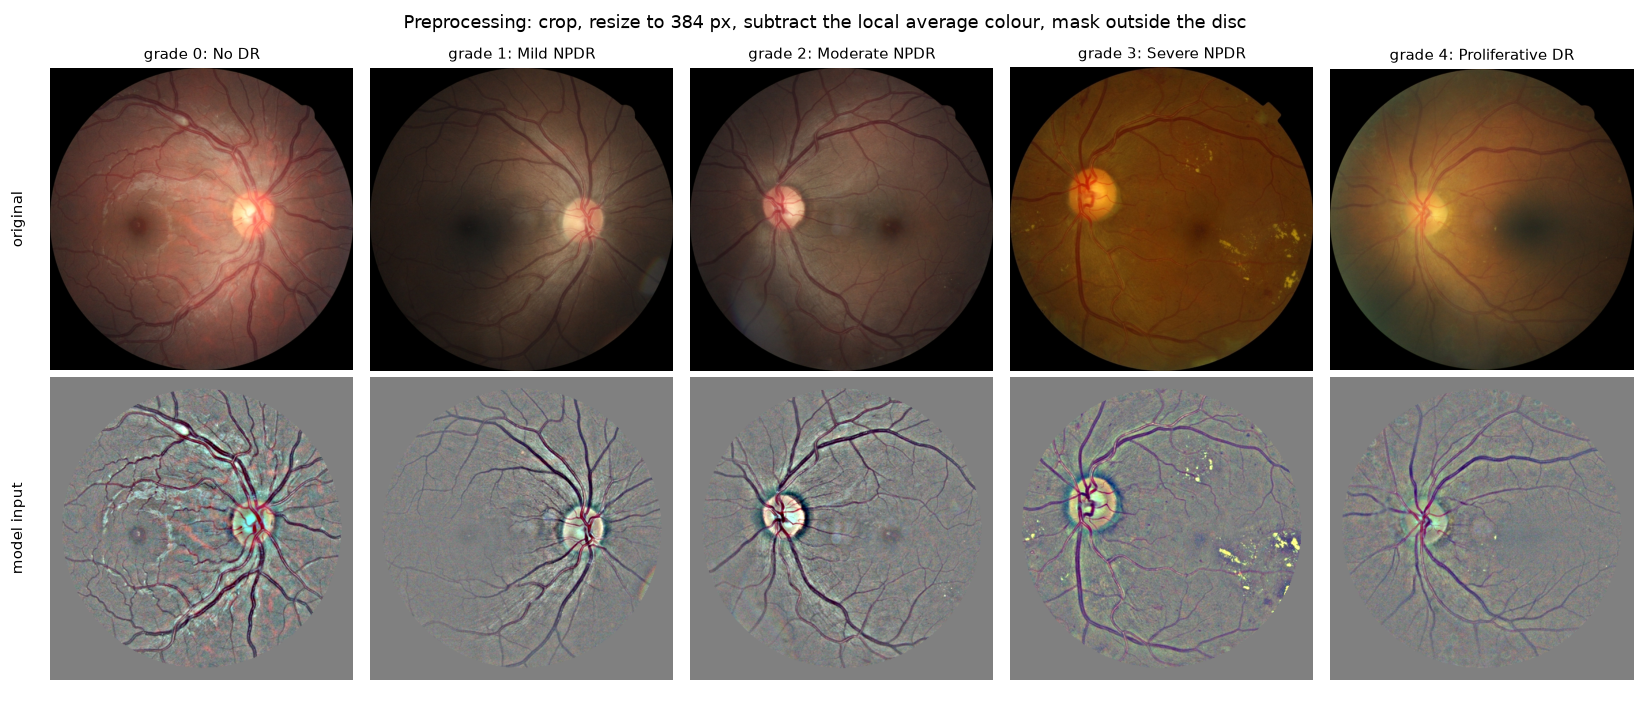 Preprocessing: crop, resize to 384 px, subtract the local average colour, mask outside the disc
grade 0: No DR
grade 1: Mild NPDR
grade 2: Moderate NPDR
grade 3: Severe NPDR
grade 4: Proliferative DR
original
model input